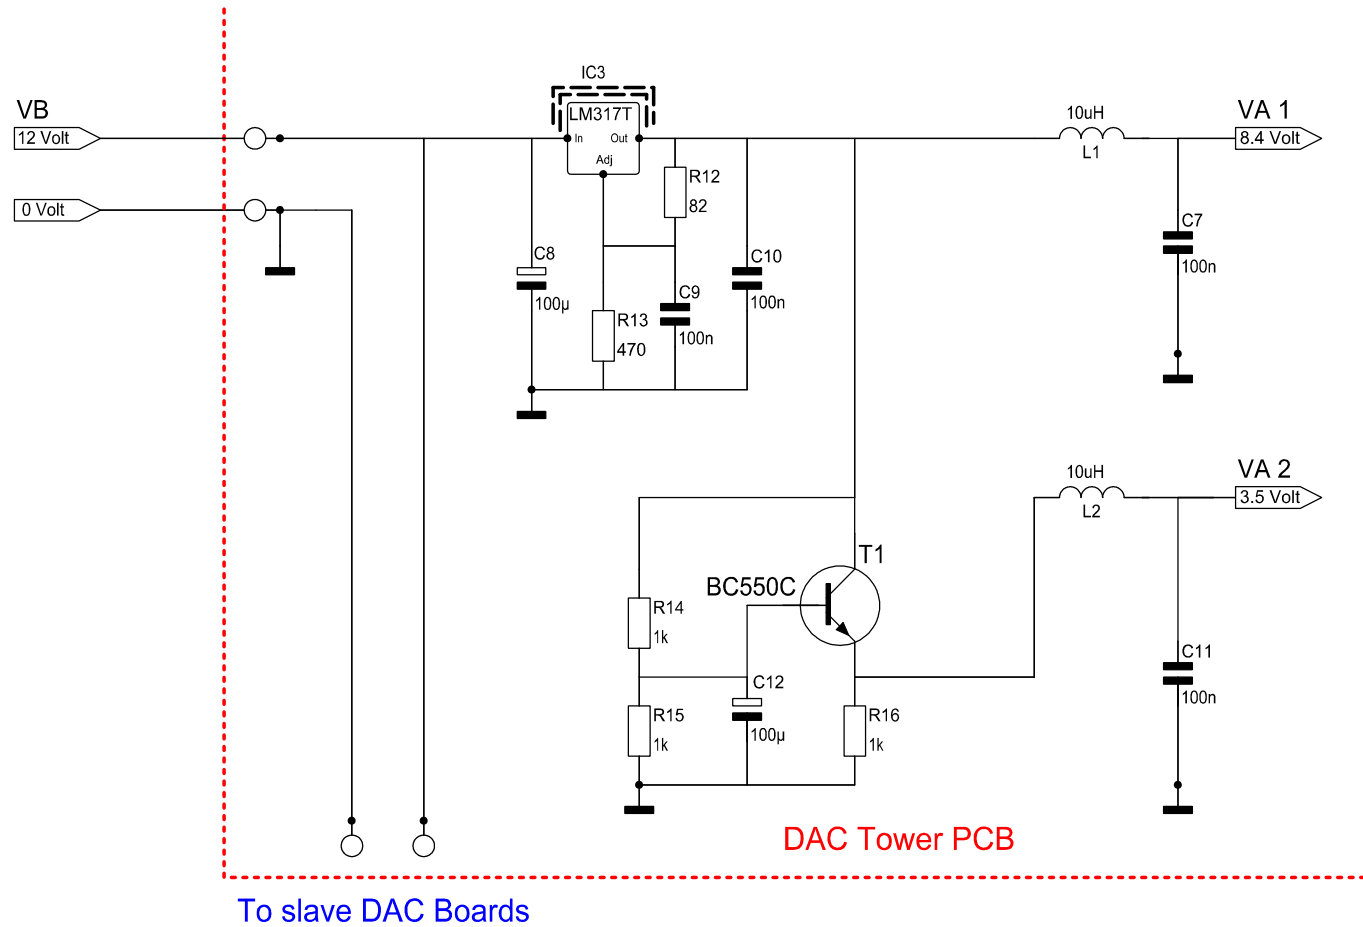 IC3
VB
12 Volt
LM317T
In
Out
Adj
10uH
L1
VA 1
8.4 Volt
0 Volt
R12
82
C7
100n
C8
100µ
C10
100n
C9
100n
R13
470
10uH
L2
VA 2
3.5 Volt
T1
BC550C
R14
1k
C11
100n
C12
100µ
R15
1k
R16
1k
DAC Tower PCB
To slave DAC Boards